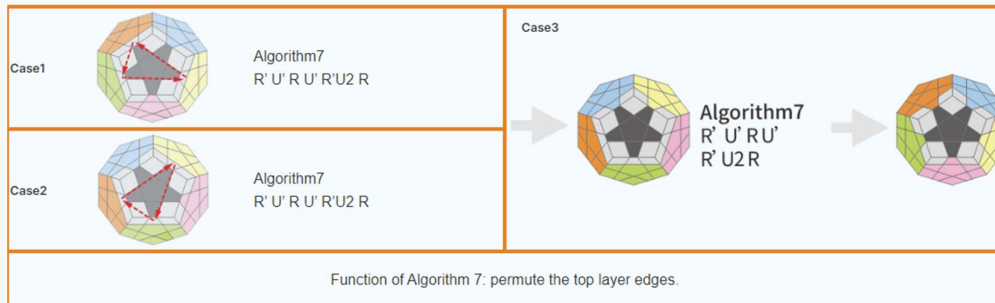 Case1
Algorithm7
R' U' R U' R'U2 R
Case2
Algorithm7
R' U' R U' R'U2 R
Case3
Algorithm7
R' U' R U'
R' U2 R
Function of Algorithm 7: permute the top layer edges.